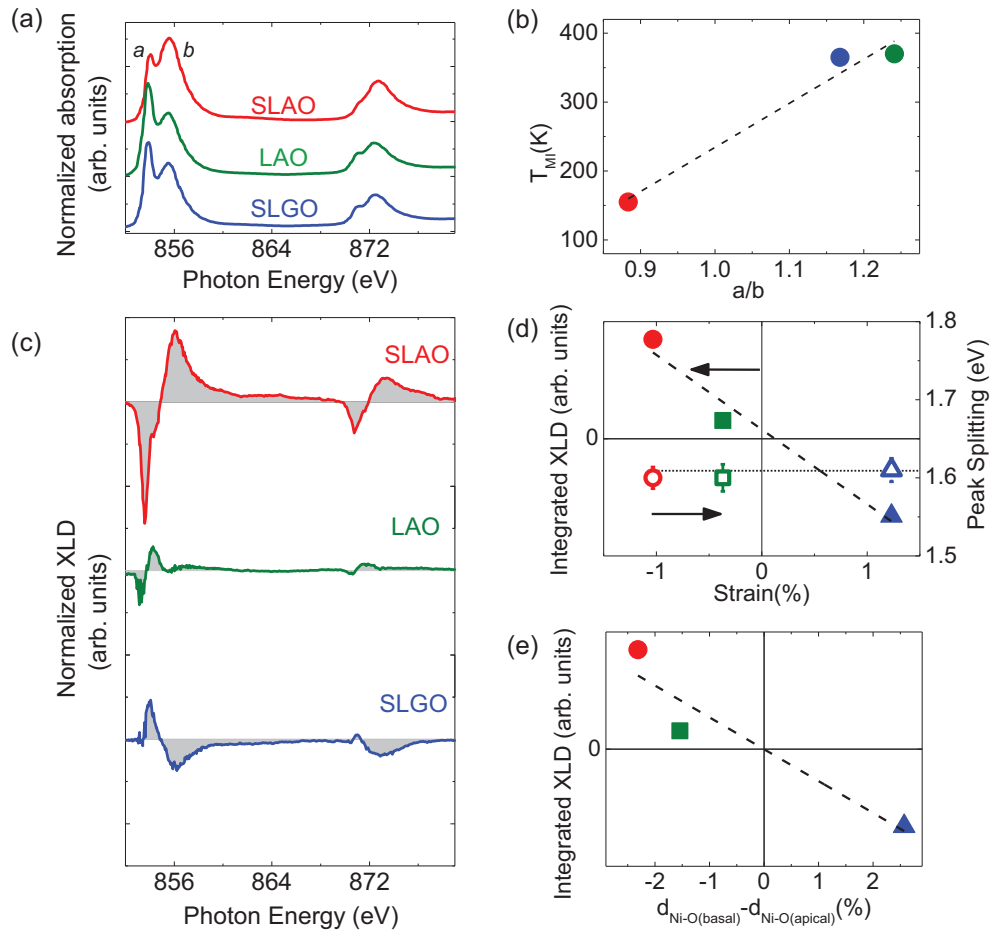 (a)
Normalized absorption
(arb. units)
a
b
SLAO
LAO
SLGO
856
864
872
Photon Energy (eV)
(b)
T_MI(K)
400
300
200
100
0.9
1.0
1.1
1.2
a/b
(c)
Normalized XLD
(arb. units)
SLAO
LAO
SLGO
856
864
872
Photon Energy (eV)
(d)
Integrated XLD (arb. units)
0
Peak Splitting (eV)
1.8
1.7
1.6
1.5
-1
0
1
Strain(%)
(e)
Integrated XLD (arb. units)
0
-2
-1
0
1
2
d_Ni-O(basal)-d_Ni-O(apical)(%)